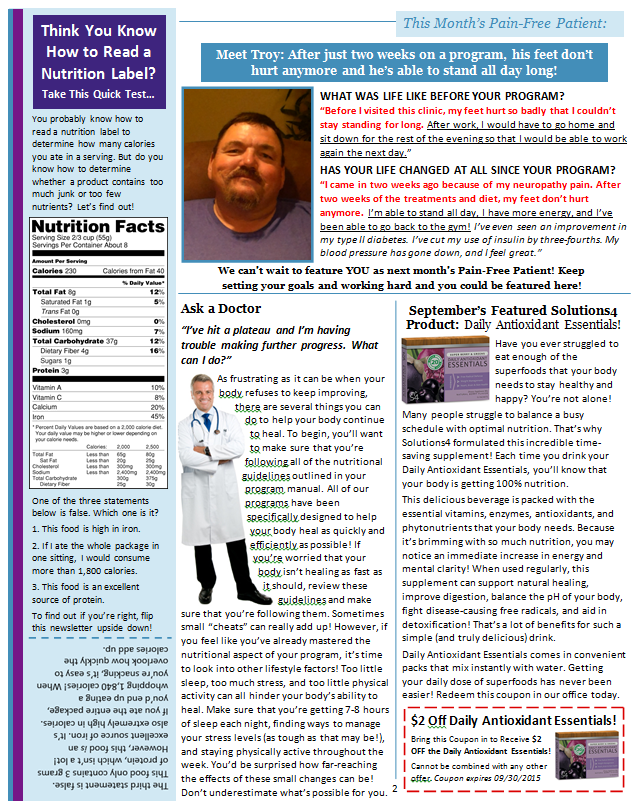 Think You Know
How to Read a
Nutrition Label?
Take This Quick Test…
You probably know how to
read a nutrition label to
determine how many calories
you ate in a serving. But do you
know how to determine
whether a product contains too
much junk or too few
nutrients? Let's find out!
Nutrition Facts
Serving Size 2/3 cup (55g)
Servings Per Container About 8
Amount Per Serving
Calories 230 Calories from Fat 40
% Daily Value*
Total Fat 8g 12%
Saturated Fat 1g 5%
Trans Fat 0g
Cholesterol 0mg 0%
Sodium 160mg 7%
Total Carbohydrate 37g 12%
Dietary Fiber 4g 16%
Sugars 1g
Protein 3g
Vitamin A 10%
Vitamin C 8%
Calcium 20%
Iron 45%
* Percent Daily Values are based on a 2,000 calorie diet.
Your daily value may be higher or lower depending on
your calorie needs.
Calories: 2,000 2,500
Total Fat Less than 65g 80g
Sat Fat Less than 20g 25g
Cholesterol Less than 300mg 300mg
Sodium Less than 2,400mg 2,400mg
Total Carbohydrate 300g 375g
Dietary Fiber 25g 30g
One of the three statements
below is false. Which one is it?
1. This food is high in iron.
2. If I ate the whole package in
one sitting, I would consume
more than 1,800 calories.
3. This food is an excellent
source of protein.
To find out if you're right, flip
this newsletter upside down!
The third statement is false.
This food only contains 3 grams
of protein, which isn't a lot!
However, this food is an
excellent source of iron. It's
also extremely high in calories.
If you ate the entire package,
you'd end up eating a
whopping 1,840 calories! When
you're snacking, it's easy to
overlook how quickly the
calories add up.
This Month's Pain-Free Patient:
Meet Troy: After just two weeks on a program, his feet don't
hurt anymore and he's able to stand all day long!
WHAT WAS LIFE LIKE BEFORE YOUR PROGRAM?
"Before I visited this clinic, my feet hurt so badly that I couldn't
stay standing for long. After work, I would have to go home and
sit down for the rest of the evening so that I would be able to work
again the next day."
HAS YOUR LIFE CHANGED AT ALL SINCE YOUR PROGRAM?
"I came in two weeks ago because of my neuropathy pain. After
two weeks of the treatments and diet, my feet don't hurt
anymore. I'm able to stand all day, I have more energy, and I've
been able to go back to the gym! I've even seen an improvement in
my type II diabetes. I've cut my use of insulin by three-fourths. My
blood pressure has gone down, and I feel great."
We can't wait to feature YOU as next month's Pain-Free Patient! Keep
setting your goals and working hard and you could be featured here!
Ask a Doctor
"I've hit a plateau and I'm having
trouble making further progress. What
can I do?"
As frustrating as it can be when your
body refuses to keep improving,
there are several things you can
do to help your body continue
to heal. To begin, you'll want
to make sure that you're
following all of the nutritional
guidelines outlined in your
program manual. All of our
programs have been
specifically designed to help
your body heal as quickly and
efficiently as possible! If
you're worried that your
body isn't healing as fast as
it should, review these
guidelines and make
sure that you're following them. Sometimes
small "cheats" can really add up! However, if
you feel like you've already mastered the
nutritional aspect of your program, it's time
to look into other lifestyle factors! Too little
sleep, too much stress, and too little physical
activity can all hinder your body's ability to
heal. Make sure that you're getting 7-8 hours
of sleep each night, finding ways to manage
your stress levels (as tough as that may be!),
and staying physically active throughout the
week. You'd be surprised how far-reaching
the effects of these small changes can be!
Don't underestimate what's possible for you.
2
September's Featured Solutions4
Product: Daily Antioxidant Essentials!
ANTIOXIDANT
ESSENTIALS
Have you ever struggled to
eat enough of the
superfoods that your body
needs to stay healthy and
happy? You're not alone!
Many people struggle to balance a busy
schedule with optimal nutrition. That's why
Solutions4 formulated this incredible time-
saving supplement! Each time you drink your
Daily Antioxidant Essentials, you'll know that
your body is getting 100% nutrition.
This delicious beverage is packed with the
essential vitamins, enzymes, antioxidants, and
phytonutrients that your body needs. Because
it's brimming with so much nutrition, you may
notice an immediate increase in energy and
mental clarity! When used regularly, this
supplement can support natural healing,
improve digestion, balance the pH of your body,
fight disease-causing free radicals, and aid in
detoxification! That's a lot of benefits for such a
simple (and truly delicious) drink.
Daily Antioxidant Essentials comes in convenient
packets that mix instantly with water. Getting
your daily dose of superfoods has never been
easier! Redeem this coupon in our office today.
$2 Off Daily Antioxidant Essentials!
Bring this Coupon in to Receive $2
OFF the Daily Antioxidant Essentials!
Cannot be combined with any other
offer. Coupon expires 09/30/2015